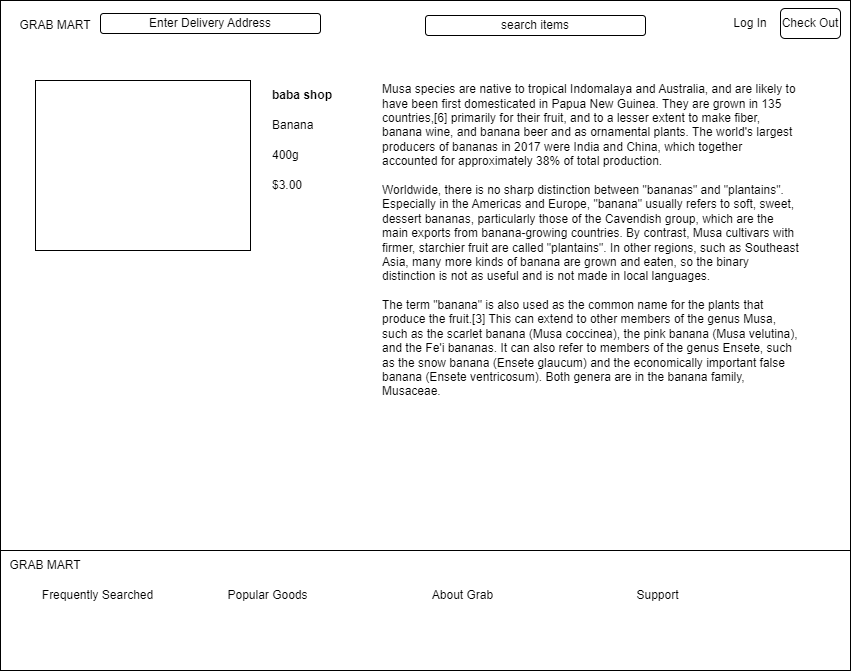 GRAB MART
Enter Delivery Address
search items
Log In
Check Out
baba shop
Banana
400g
$3.00
Musa species are native to tropical Indomalaya and Australia, and are likely to
have been first domesticated in Papua New Guinea. They are grown in 135
countries,[6] primarily for their fruit, and to a lesser extent to make fiber,
banana wine, and banana beer and as ornamental plants. The world's largest
producers of bananas in 2017 were India and China, which together
accounted for approximately 38% of total production.
Worldwide, there is no sharp distinction between "bananas" and "plantains".
Especially in the Americas and Europe, "banana" usually refers to soft, sweet,
dessert bananas, particularly those of the Cavendish group, which are the
main exports from banana-growing countries. By contrast, Musa cultivars with
firmer, starchier fruit are called "plantains". In other regions, such as Southeast
Asia, many more kinds of banana are grown and eaten, so the binary
distinction is not as useful and is not made in local languages.
The term "banana" is also used as the common name for the plants that
produce the fruit.[3] This can extend to other members of the genus Musa,
such as the scarlet banana (Musa coccinea), the pink banana (Musa velutina),
and the Fe'i bananas. It can also refer to members of the genus Ensete, such
as the snow banana (Ensete glaucum) and the economically important false
banana (Ensete ventricosum). Both genera are in the banana family,
Musaceae.
GRAB MART
Frequently Searched
Popular Goods
About Grab
Support